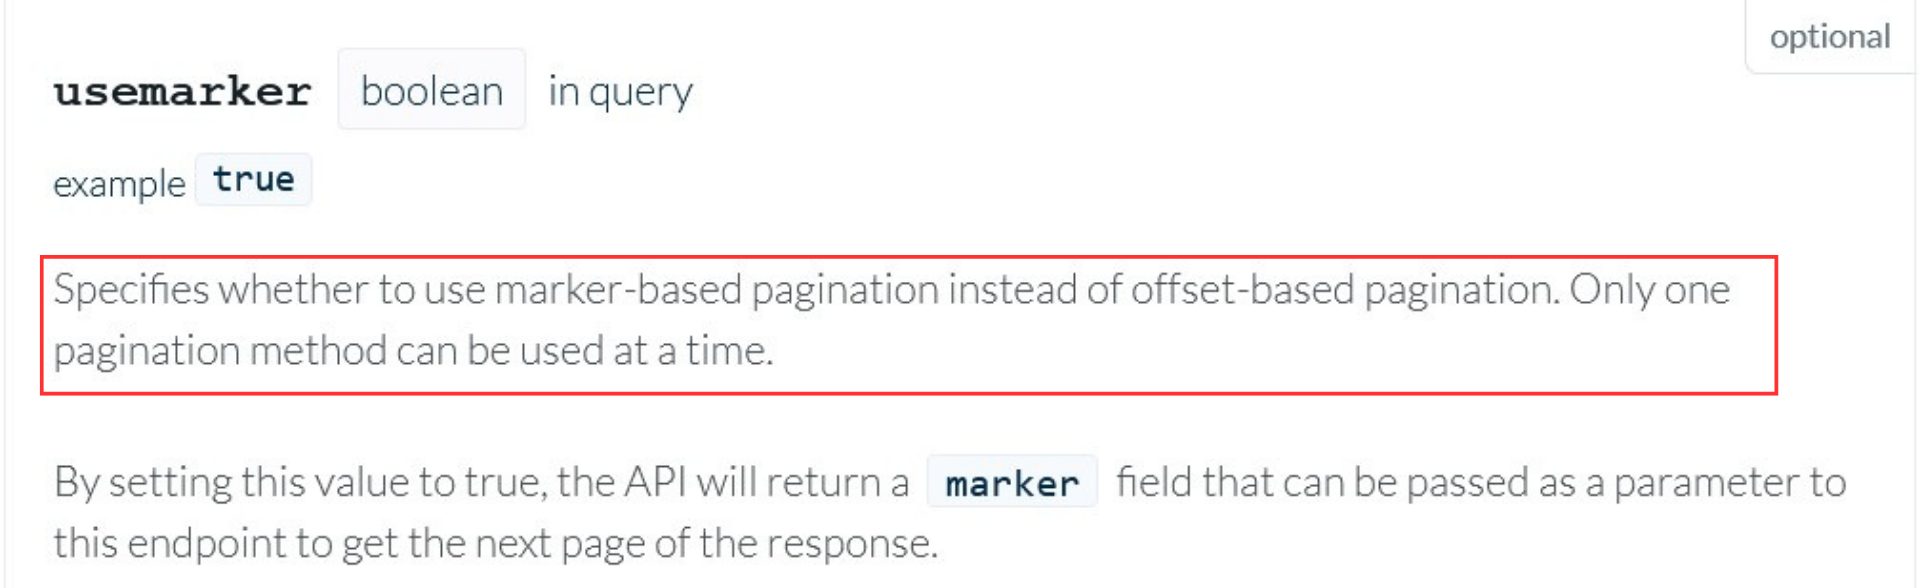 optional
usemarker boolean in query
example true
Specifies whether to use marker-based pagination instead of offset-based pagination. Only one
pagination method can be used at a time.
By setting this value to true, the API will return a marker field that can be passed as a parameter to
this endpoint to get the next page of the response.